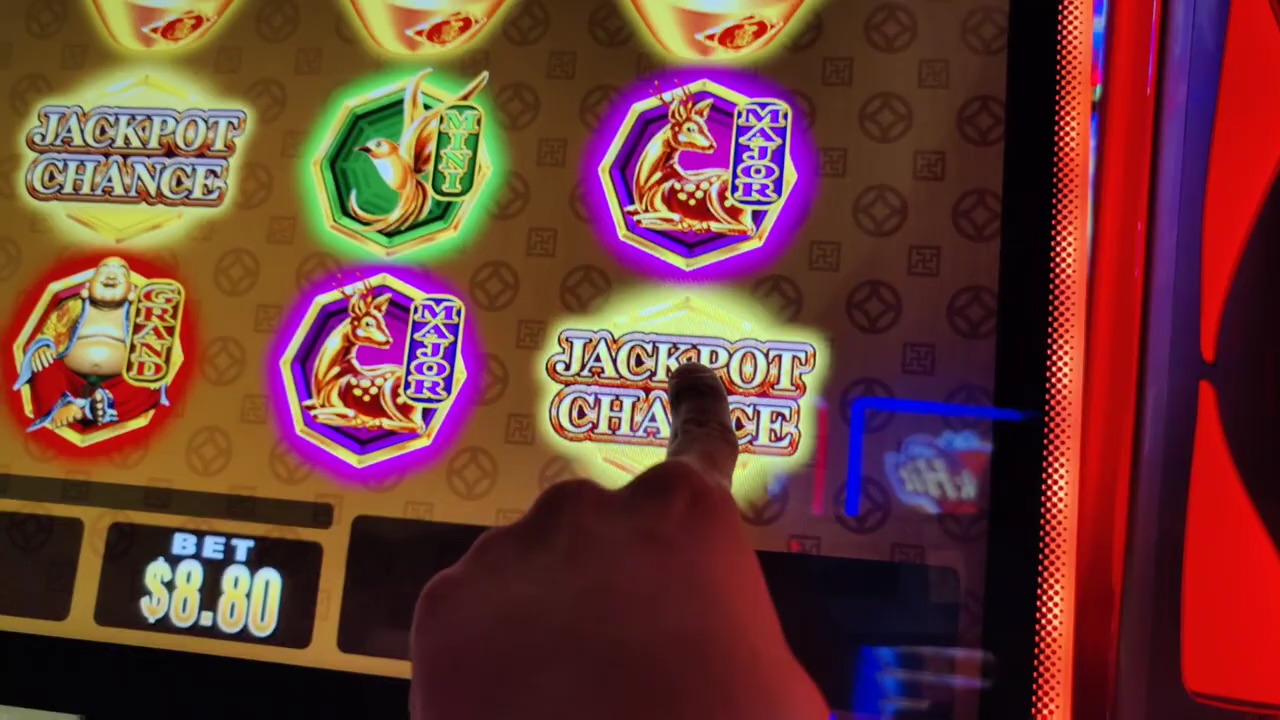 JACKPOT
CHANCE
MINI
MAJOR
GRAND
MAJOR
JACKPOT
CHANCE
BET
$8.80